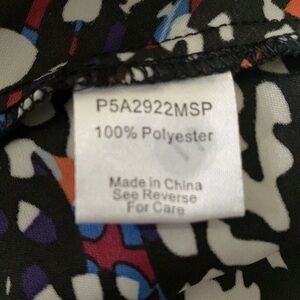 P5A2922MSP
100% Polyester
Made in China
See Reverse
For Care